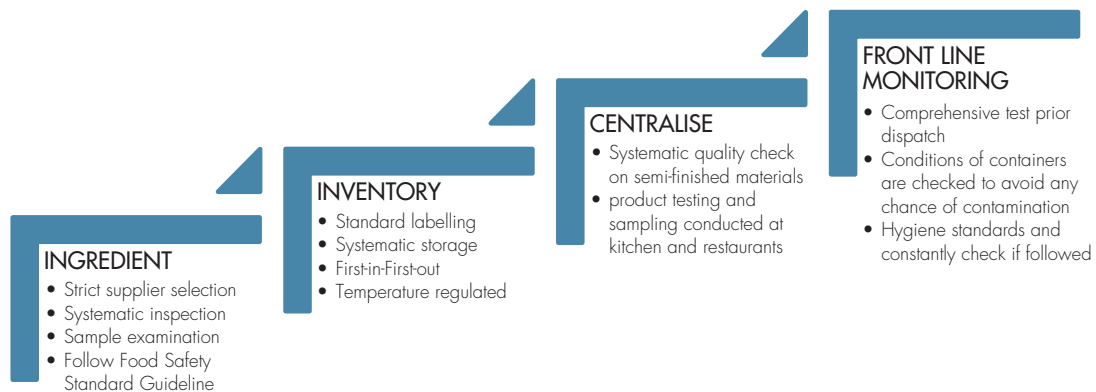 INGREDIENT
• Strict supplier selection
• Systematic inspection
• Sample examination
• Follow Food Safety
Standard Guideline
INVENTORY
• Standard labelling
• Systematic storage
• First-in-First-out
• Temperature regulated
CENTRALISE
• Systematic quality check
on semi-finished materials
• product testing and
sampling conducted at
kitchen and restaurants
FRONT LINE
MONITORING
• Comprehensive test prior
dispatch
• Conditions of containers
are checked to avoid any
chance of contamination
• Hygiene standards and
constantly check if followed